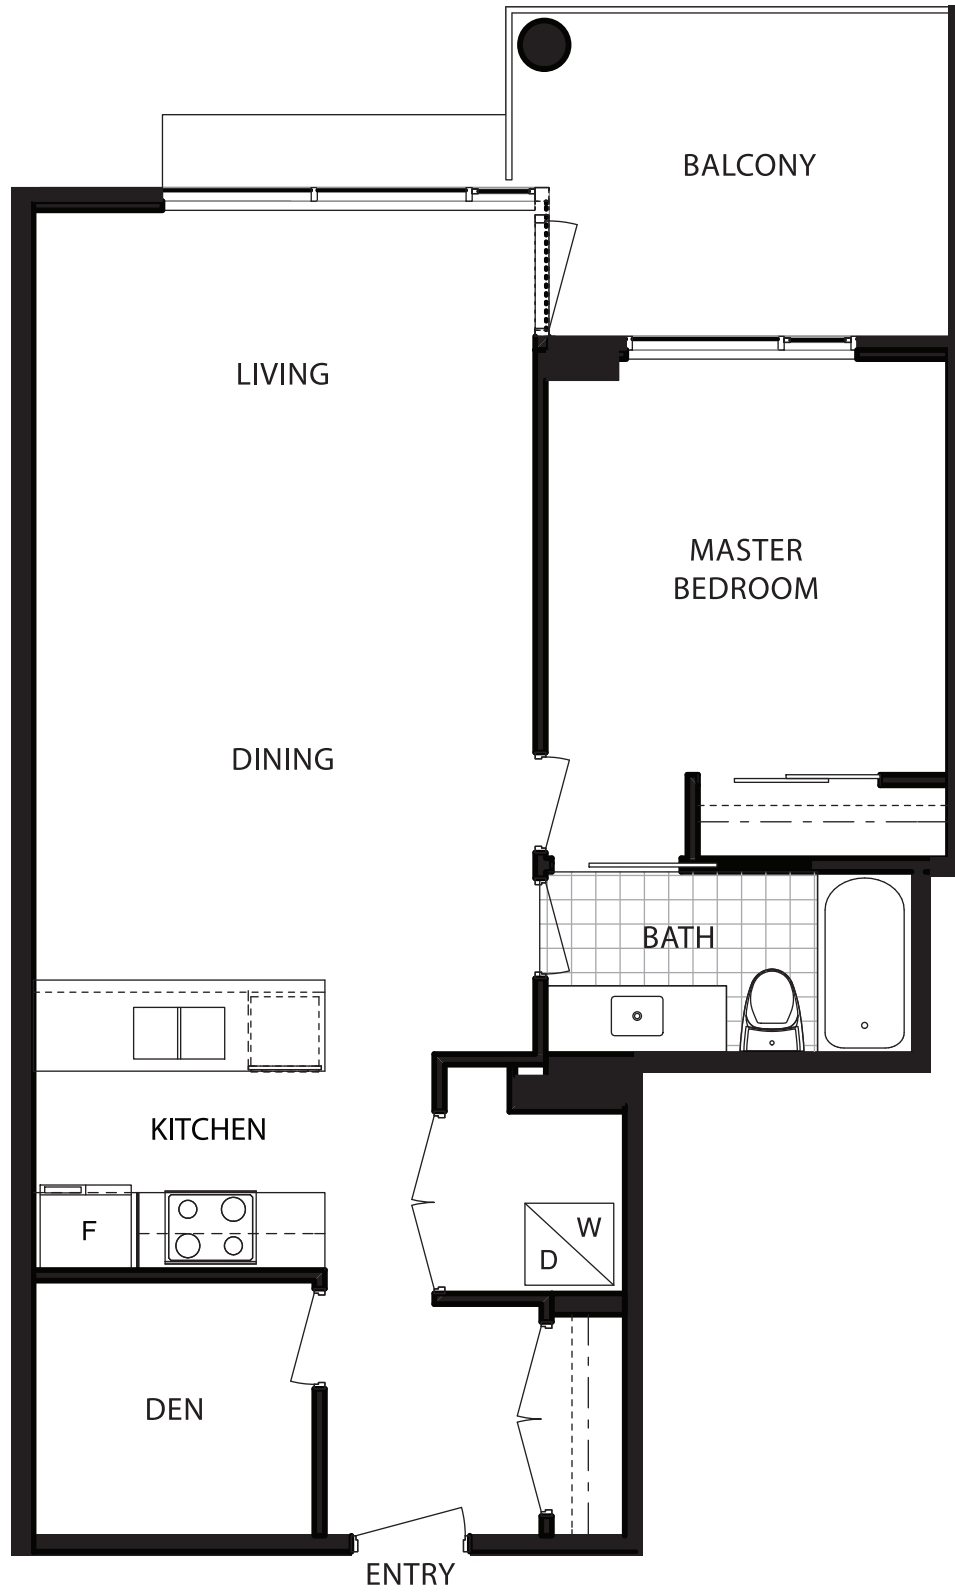 BALCONY
LIVING
MASTER
BEDROOM
DINING
BATH
KITCHEN
F
W
D
DEN
ENTRY